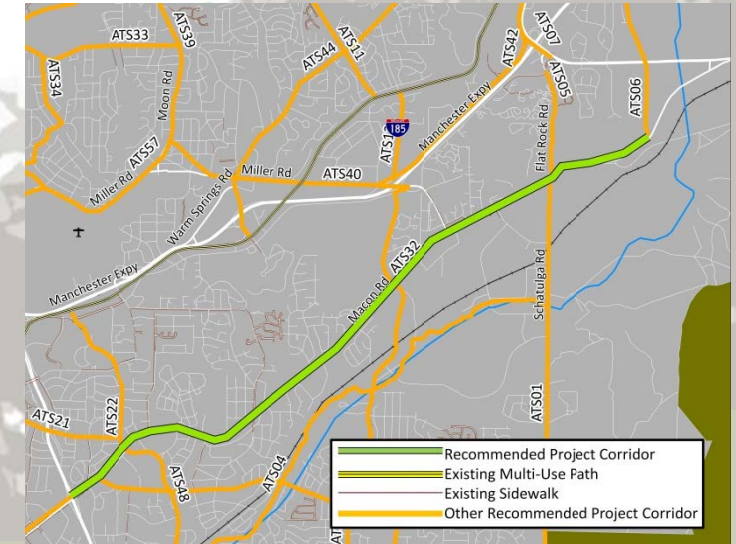 ATS33
ATS39
ATS44
ATS11
ATS42
ATS07
ATS34
Moon Rd
185
Manchester Expy
ATS05
ATS06
Flat Rock Rd
ATS57
Miller Rd
Miller Rd
ATS40
Warm Springs Rd
Manchester Expy
Macon Rd
ATS32
Schatulga Rd
ATS21
ATS22
ATS01
ATS48
ATS04
Recommended Project Corridor
Existing Multi-Use Path
Existing Sidewalk
Other Recommended Project Corridor